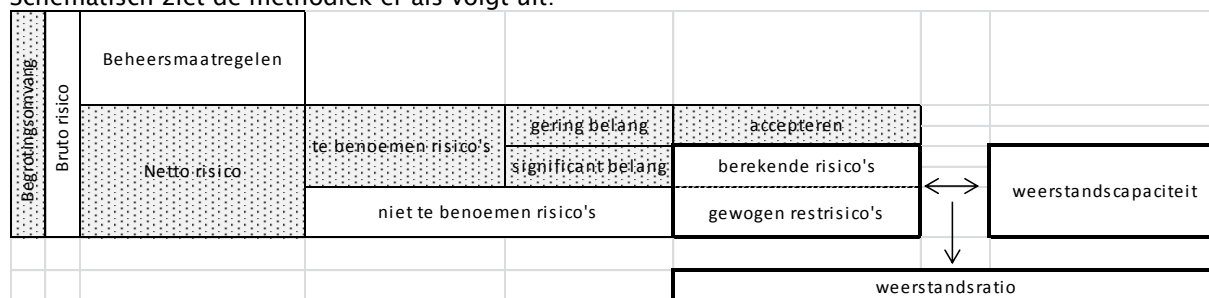 Schematisch ziet de methodiek er als volgt uit:
Begrotingsomvang
Bruto risico
Beheersmaatregelen
Netto risico
te benoemen risico's
gering belang
accepteren
significant belang
berekende risico's
niet te benoemen risico's
gewogen restrisico's
weerstandscapaciteit
weerstandsratio